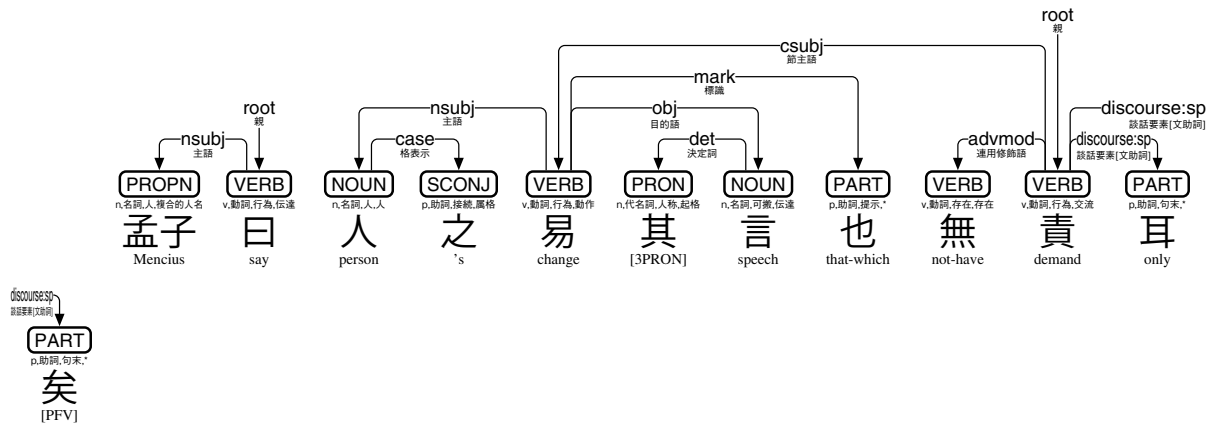 root
親
csubj
節主語
mark
標識
root
親
nsubj
主語
obj
目的語
discourse:sp
談話要素[文助詞]
nsubj
主語
case
格表示
det
決定詞
advmod
連用修飾語
discourse:sp
談話要素[文助詞]
PROPN VERB NOUN SCONJ VERB PRON NOUN PART VERB VERB PART
n,名詞,人,複合的人名 v,動詞,行為,伝達 n,名詞,人,人 p,助詞,接続,属格 v,動詞,行為,動作 n,代名詞,人称,起格 n,名詞,可搬,伝達 p,助詞,提示,* v,動詞,存在,存在 v,動詞,行為,交流 p,助詞,句末,*
孟子 曰 人 之 易 其 言 也 無 責 耳
Mencius say person 's change [3PRON] speech that-which not-have demand only
discourse:sp
談話要素[文助詞]
PART
p,助詞,句末,*
矣
[PFV]